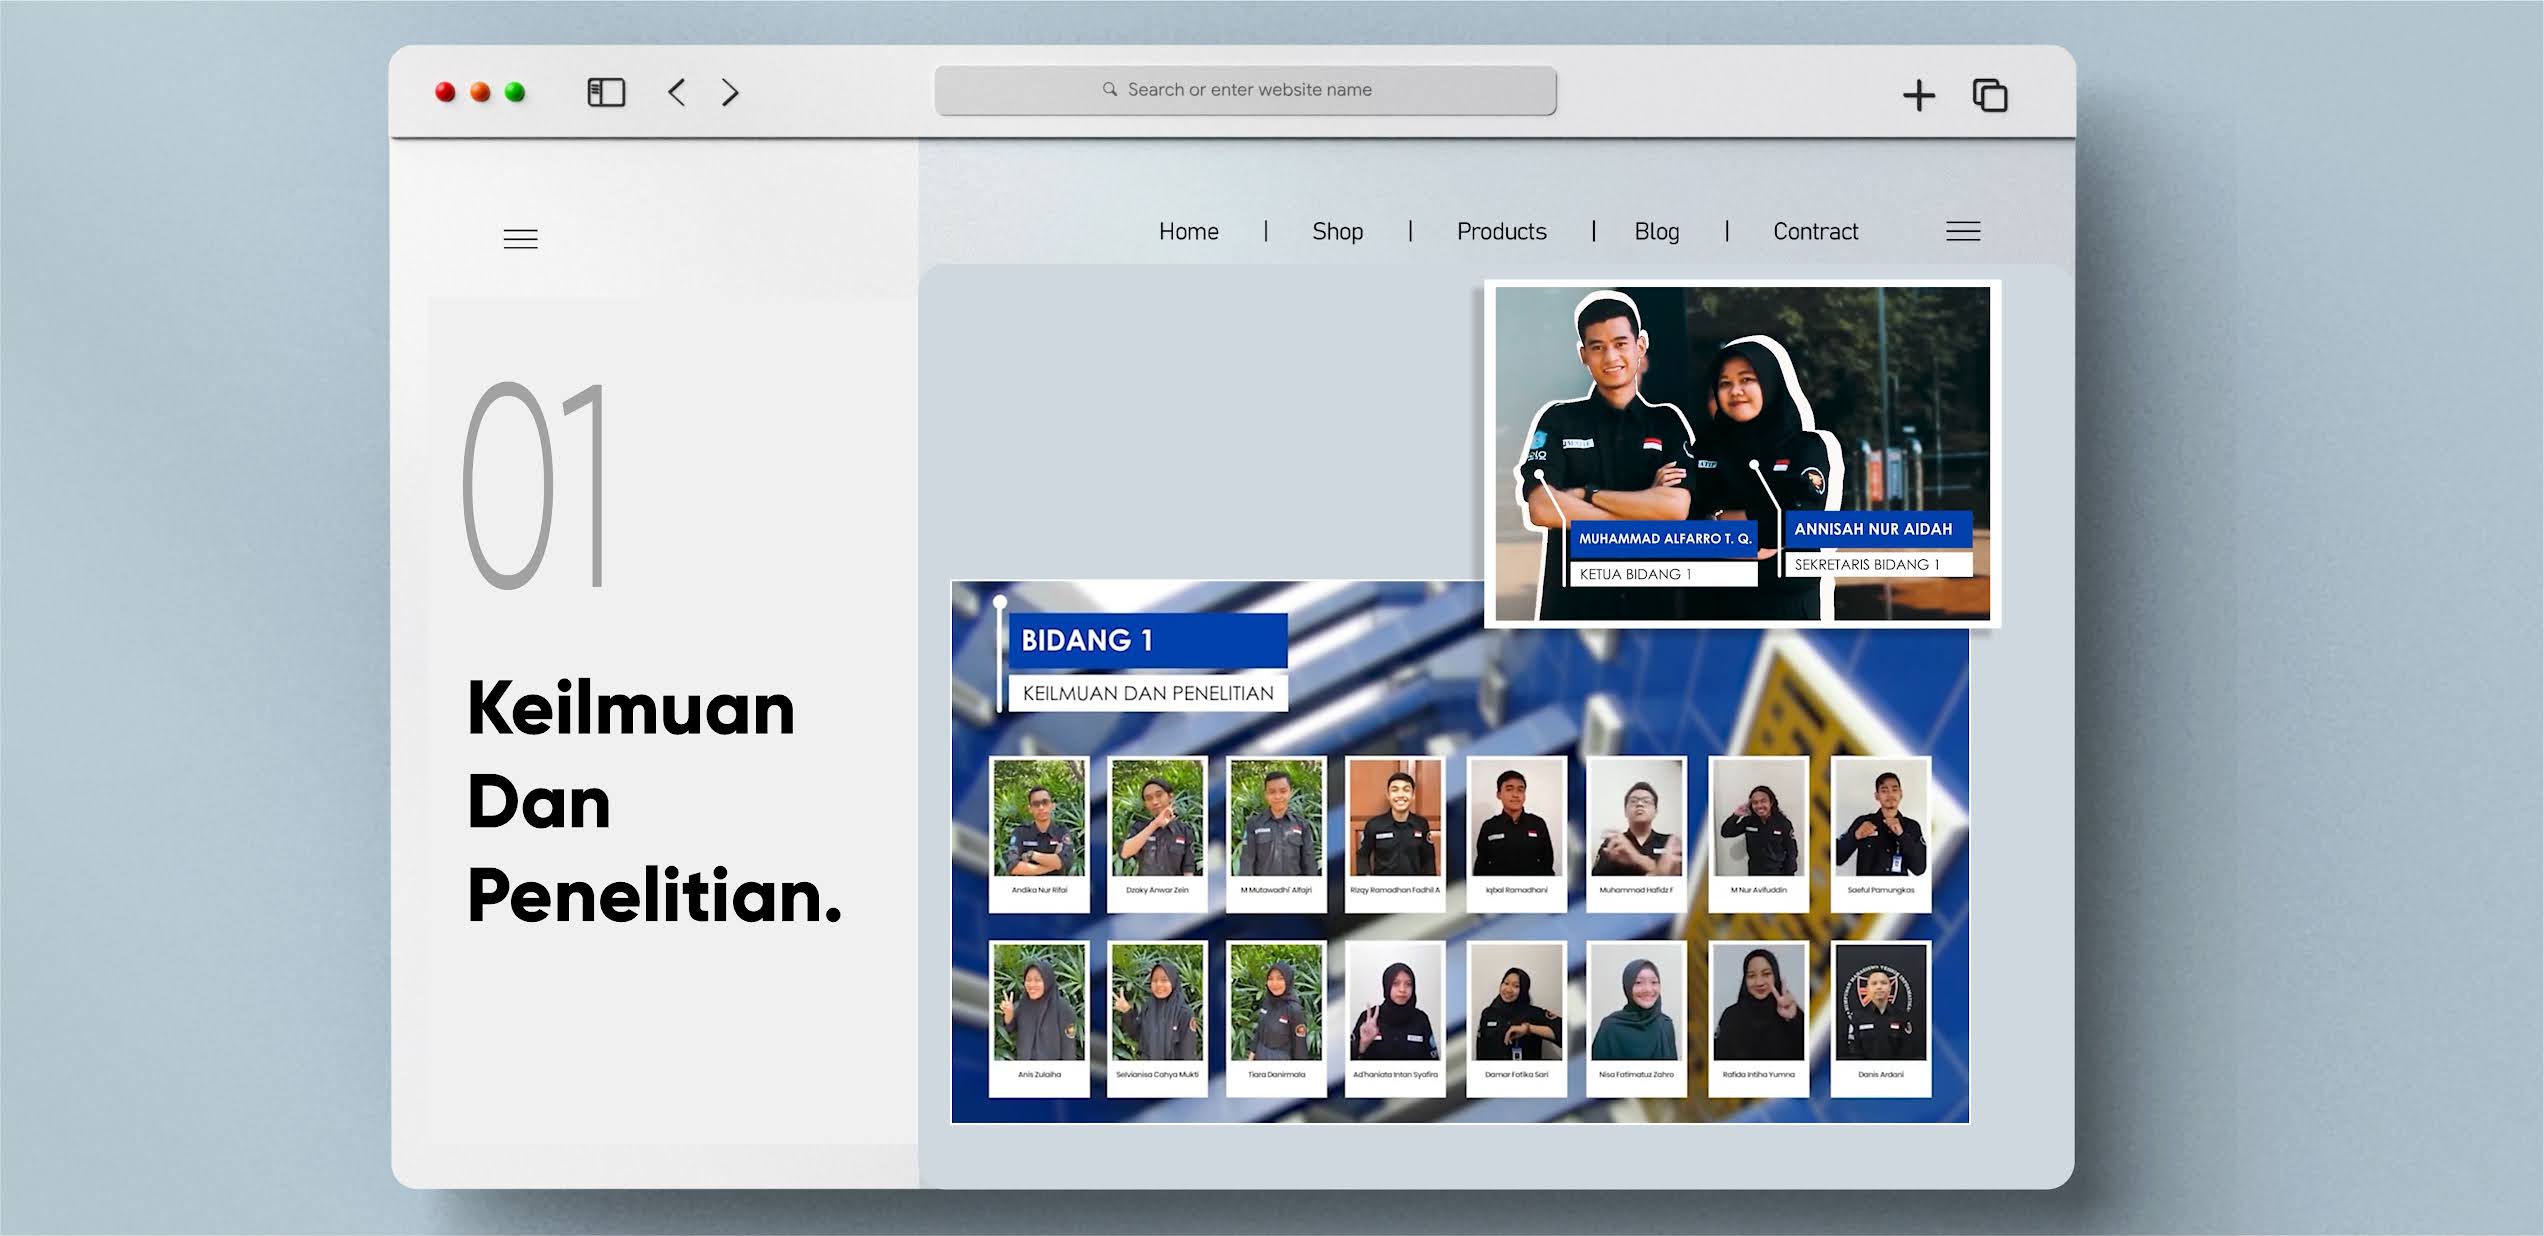 Search or enter website name
Home | Shop | Products | Blog | Contract
01
Keilmuan
Dan
Penelitian.
MUHAMMAD ALFARRO T. Q.
KETUA BIDANG 1
ANNISAH NUR AIDAH
SEKRETARIS BIDANG 1
BIDANG 1
KEILMUAN DAN PENELITIAN
Andika Nur Rifai
Dzaky Anwar Zein
M Mutawadhi' Alfajri
Rizqy Ramadhan Fadhil A
Iqbal Ramadhani
Muhammad Hafidz F
M Nur Avifuddin
Saeful Pamungkas
Anis Zulaiha
Selvianisa Cahya Mukti
Tiara Danirmala
Ad'haniata Intan Syafira
Damar Fatika Sari
Nisa Fatimatuz Zahro
Rafida Intiha Yumna
Danis Ardani